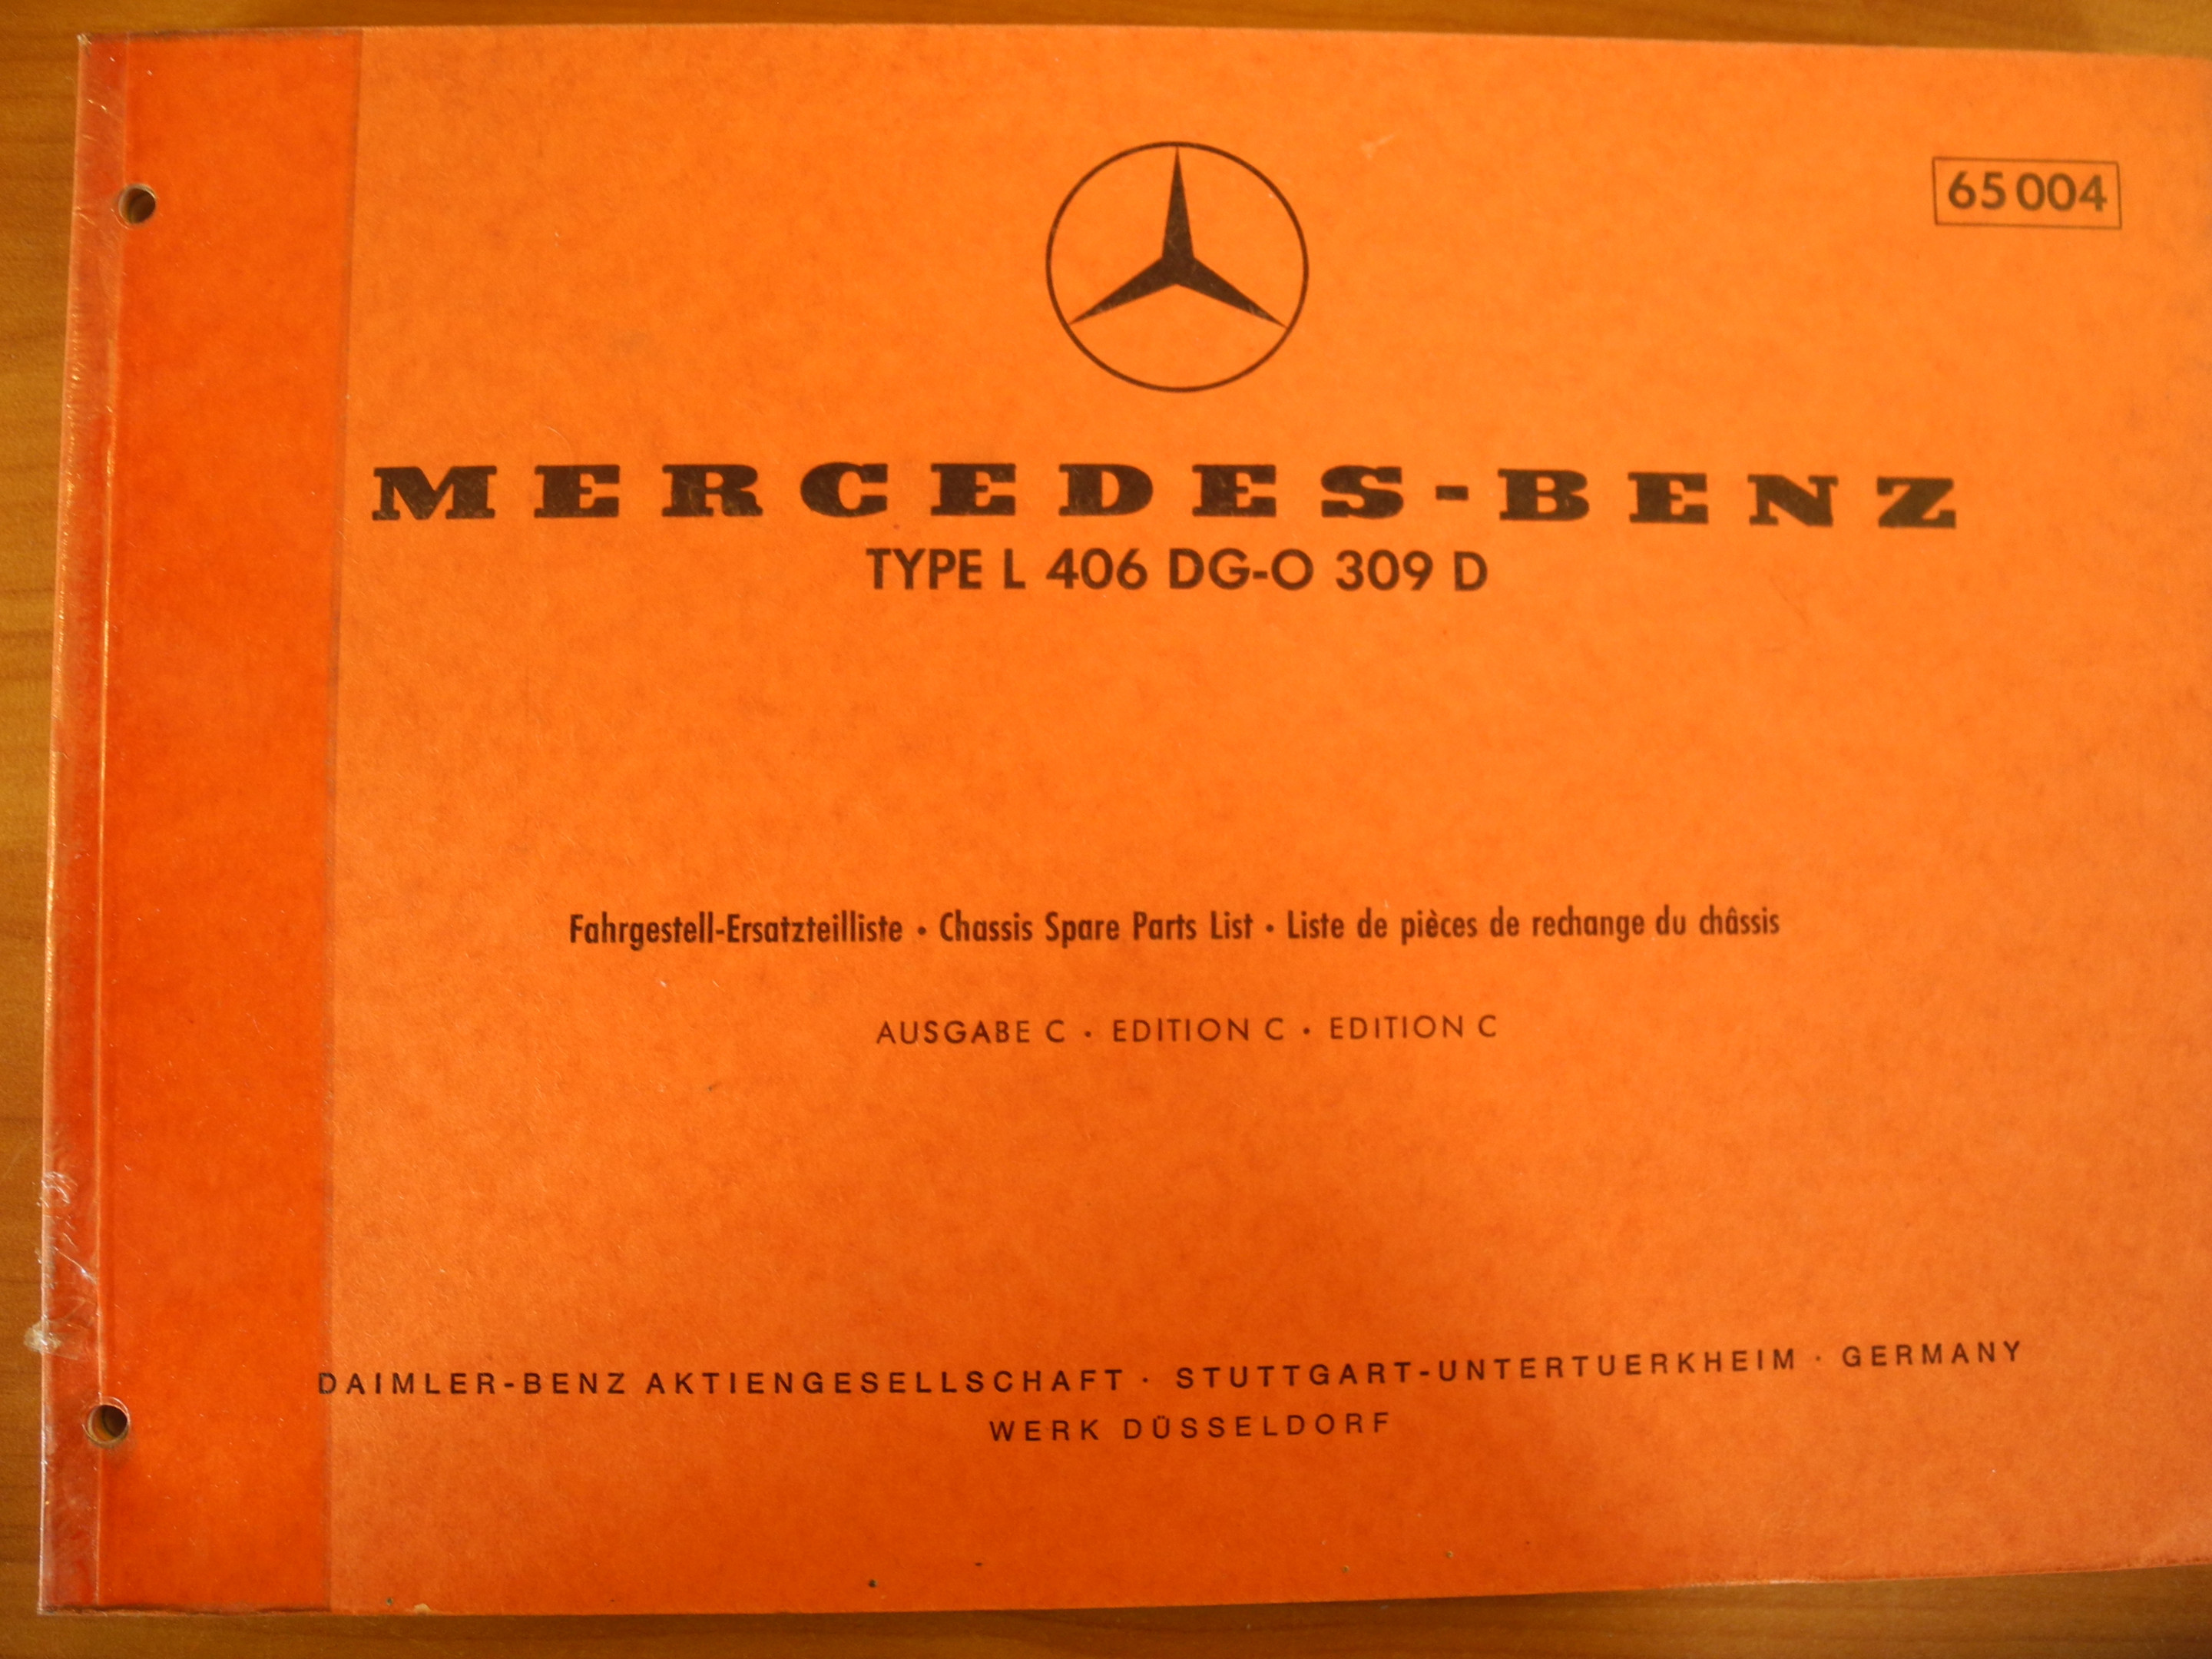 65 004
MERCEDES-BENZ
TYPE L 406 DG-O 309 D
Fahrgestell-Ersatzteilliste • Chassis Spare Parts List • Liste de pièces de rechange du châssis
AUSGABE C • EDITION C • EDITION C
DAIMLER-BENZ AKTIENGESELLSCHAFT · STUTTGART-UNTERTUERKHEIM · GERMANY
WERK DÜSSELDORF